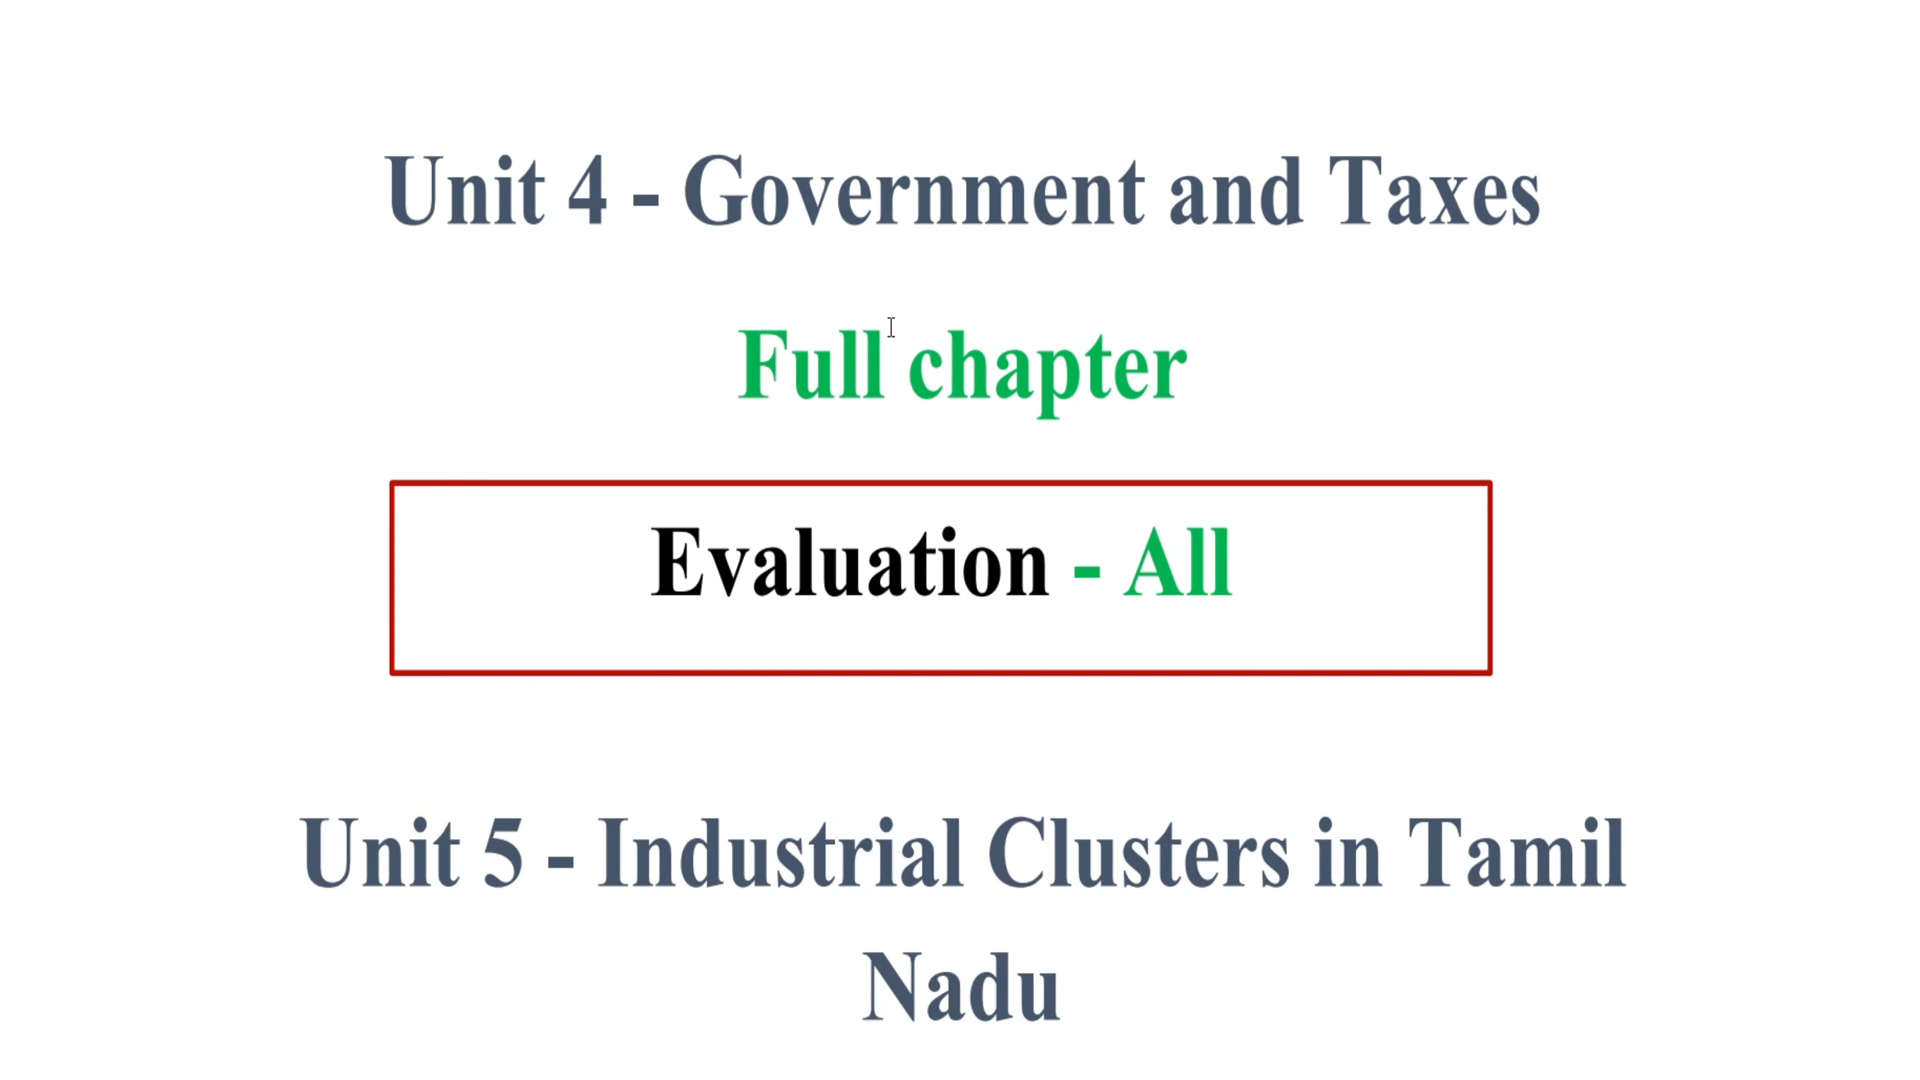 Unit 4 - Government and Taxes
Full chapter
Evaluation - All
Unit 5 - Industrial Clusters in Tamil
Nadu